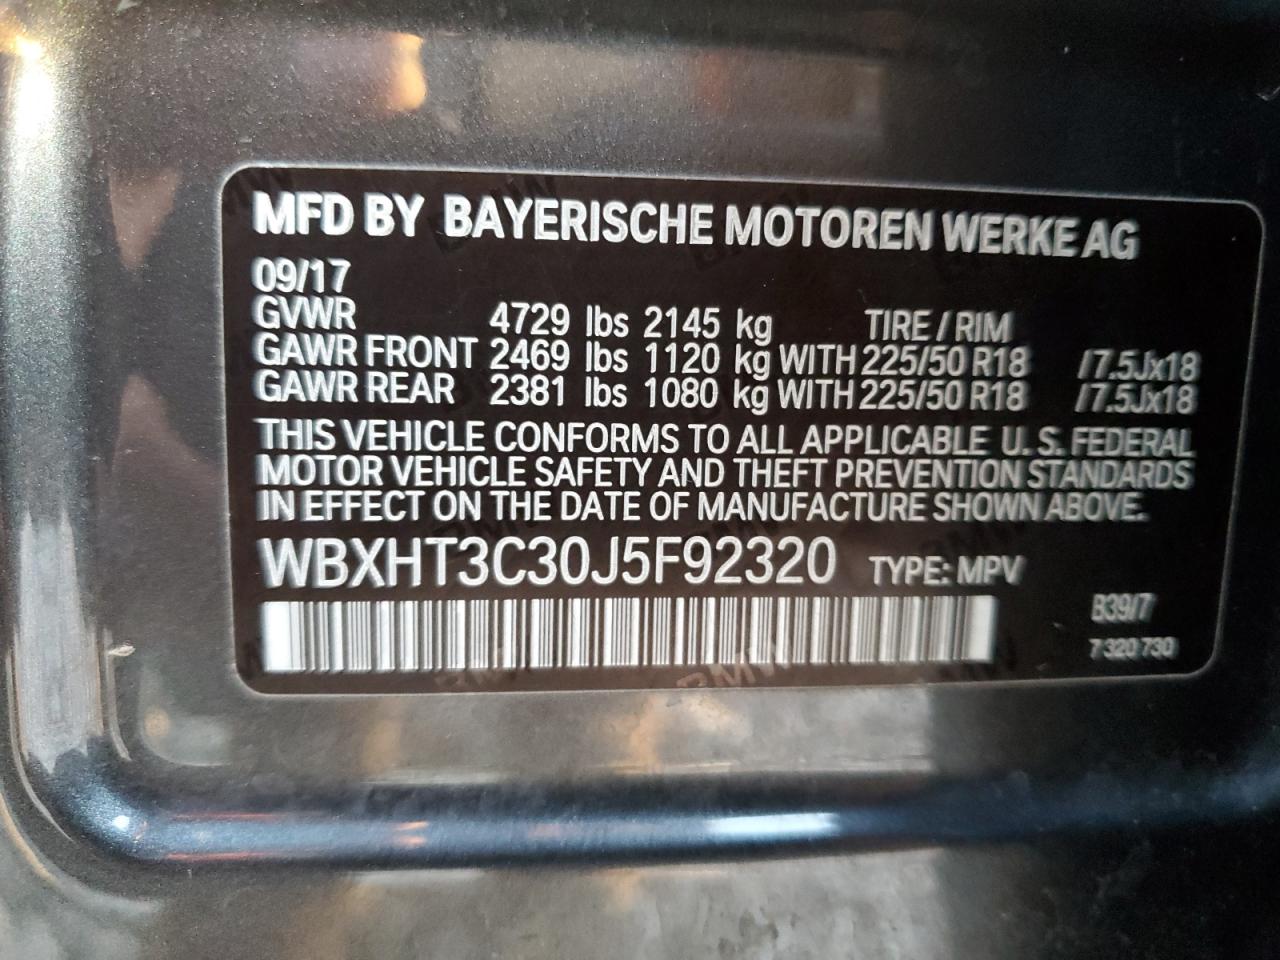 MFD BY BAYERISCHE MOTOREN WERKE AG
09/17
GVWR 4729 lbs 2145 kg TIRE / RIM
GAWR FRONT 2469 lbs 1120 kg WITH 225/50 R18 /7.5Jx18
GAWR REAR 2381 lbs 1080 kg WITH 225/50 R18 /7.5Jx18
THIS VEHICLE CONFORMS TO ALL APPLICABLE U.S. FEDERAL
MOTOR VEHICLE SAFETY AND THEFT PREVENTION STANDARDS
IN EFFECT ON THE DATE OF MANUFACTURE SHOWN ABOVE.
WBXHT3C30J5F92320 TYPE: MPV
B39/7
7 320 730